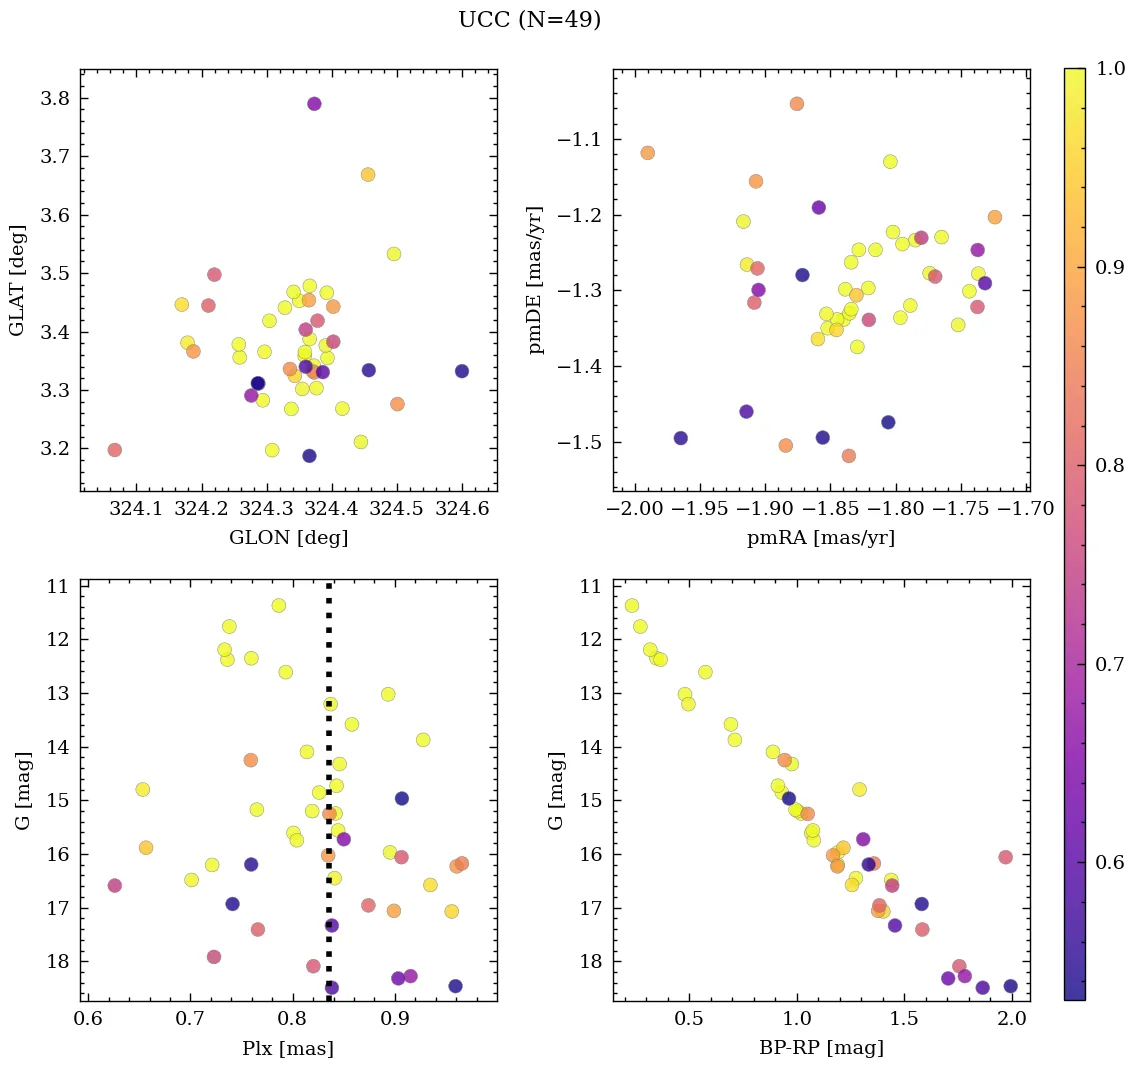 UCC (N=49)
3.8
3.7
3.6
3.5
3.4
3.3
3.2
GLAT [deg]
324.1 324.2 324.3 324.4 324.5 324.6
GLON [deg]
−1.1
−1.2
−1.3
−1.4
−1.5
pmDE [mas/yr]
−2.00 −1.95 −1.90 −1.85 −1.80 −1.75 −1.70
pmRA [mas/yr]
11
12
13
14
15
16
17
18
G [mag]
0.6 0.7 0.8 0.9
Plx [mas]
11
12
13
14
15
16
17
18
G [mag]
0.5 1.0 1.5 2.0
BP-RP [mag]
1.0
0.9
0.8
0.7
0.6